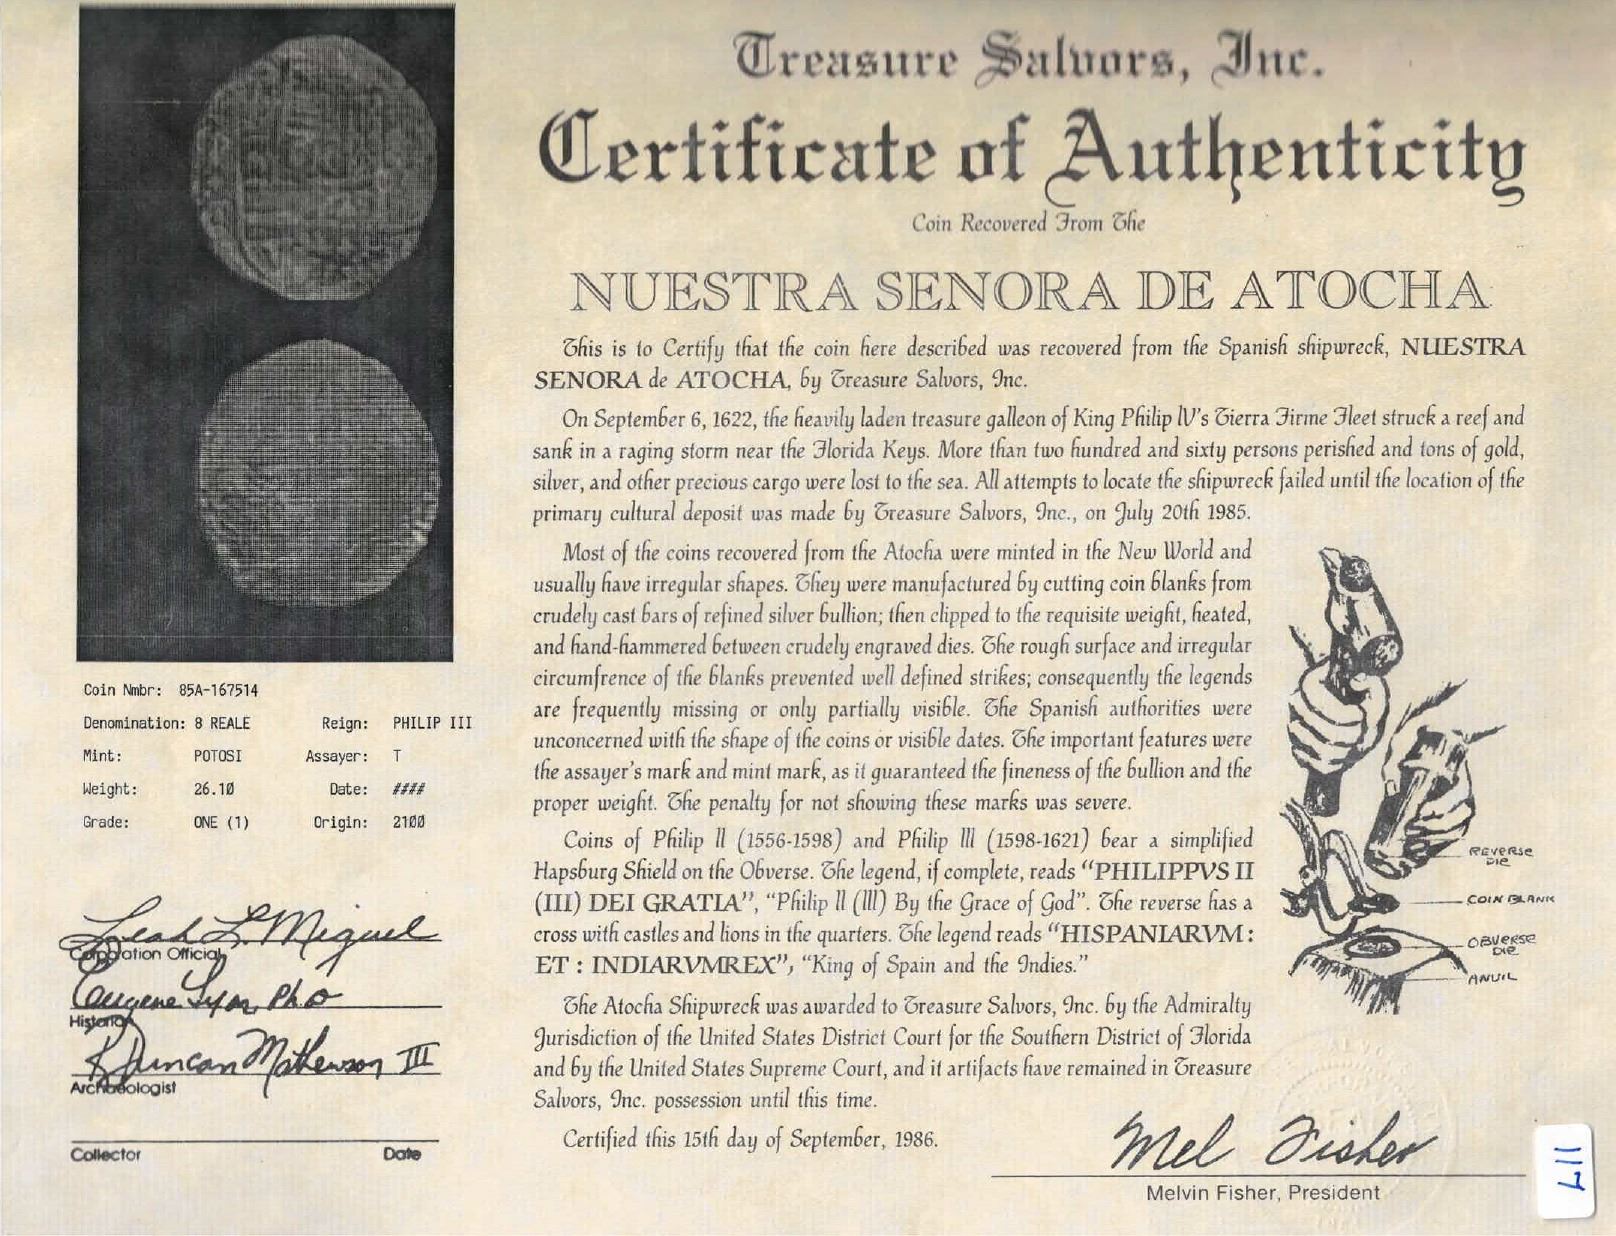 Treasure Salvors, Inc.
Certificate of Authenticity
Coin Recovered From The
NUESTRA SENORA DE ATOCHA
This is to Certify that the coin here described was recovered from the Spanish shipwreck, NUESTRA
SENORA de ATOCHA, by Treasure Salvors, Inc.
On September 6, 1622, the heavily laden treasure galleon of King Philip IV's Tierra Firme Fleet struck a reef and
sank in a raging storm near the Florida Keys. More than two hundred and sixty persons perished and tons of gold,
silver, and other precious cargo were lost to the sea. All attempts to locate the shipwreck failed until the location of the
primary cultural deposit was made by Treasure Salvors, Inc., on July 20th 1985.
Most of the coins recovered from the Atocha were minted in the New World and
usually have irregular shapes. They were manufactured by cutting coin blanks from
crudely cast bars of refined silver bullion; then clipped to the requisite weight, heated,
and hand-hammered between crudely engraved dies. The rough surface and irregular
circumfrence of the blanks prevented well defined strikes; consequently the legends
are frequently missing or only partially visible. The Spanish authorities were
unconcerned with the shape of the coins or visible dates. The important features were
the assayer's mark and mint mark, as it guaranteed the fineness of the bullion and the
proper weight. The penalty for not showing these marks was severe.
Coins of Philip II (1556-1598) and Philip III (1598-1621) bear a simplified
Hapsburg Shield on the Obverse. The legend, if complete, reads "PHILIPPVS II
(III) DEI GRATIA", "Philip II (III) By the Grace of God". The reverse has a
cross with castles and lions in the quarters. The legend reads "HISPANIARVM :
ET : INDIARVMREX", "King of Spain and the Indies."
The Atocha Shipwreck was awarded to Treasure Salvors, Inc. by the Admiralty
Jurisdiction of the United States District Court for the Southern District of Florida
and by the United States Supreme Court, and it artifacts have remained in Treasure
Salvors, Inc. possession until this time.
Certified this 15th day of September, 1986.
REVERSE
DIE
COIN BLANK
OBVERSE
DIE
ANVIL
Mel Fisher
Melvin Fisher, President
Coin Nmbr: 85A-167514
Denomination: 8 REALE Reign: PHILIP III
Mint: POTOSI Assayer: T
Weight: 26.10 Date: ####
Grade: ONE (1) Origin: 2100
Leah L. Miguel
Corporation Official
Eugene Lyon, Ph D
Historian
R Duncan Mathewson III
Archaeologist
Collector Date
117